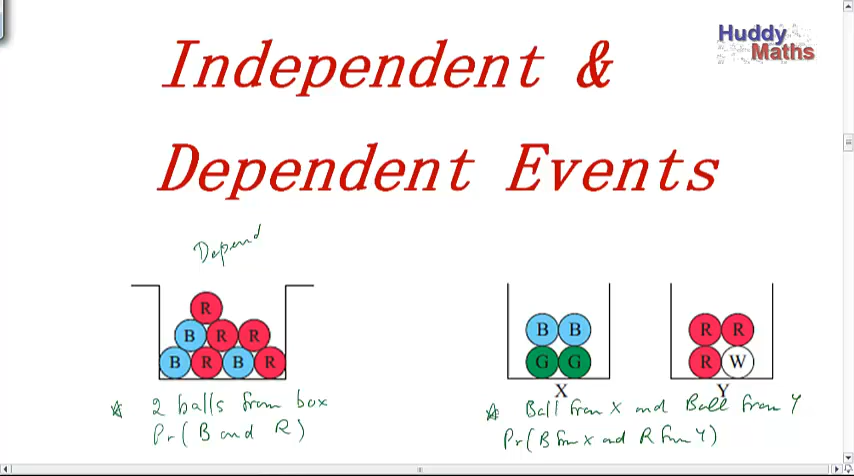 Huddy
Maths
Independent &
Dependent Events
Depend
R
B R R
B R B R
B B
G G
X
R R
R W
Y
* 2 balls from box
Pr( B and R )
* Ball from X and Ball from Y
Pr( B from X and R from Y )